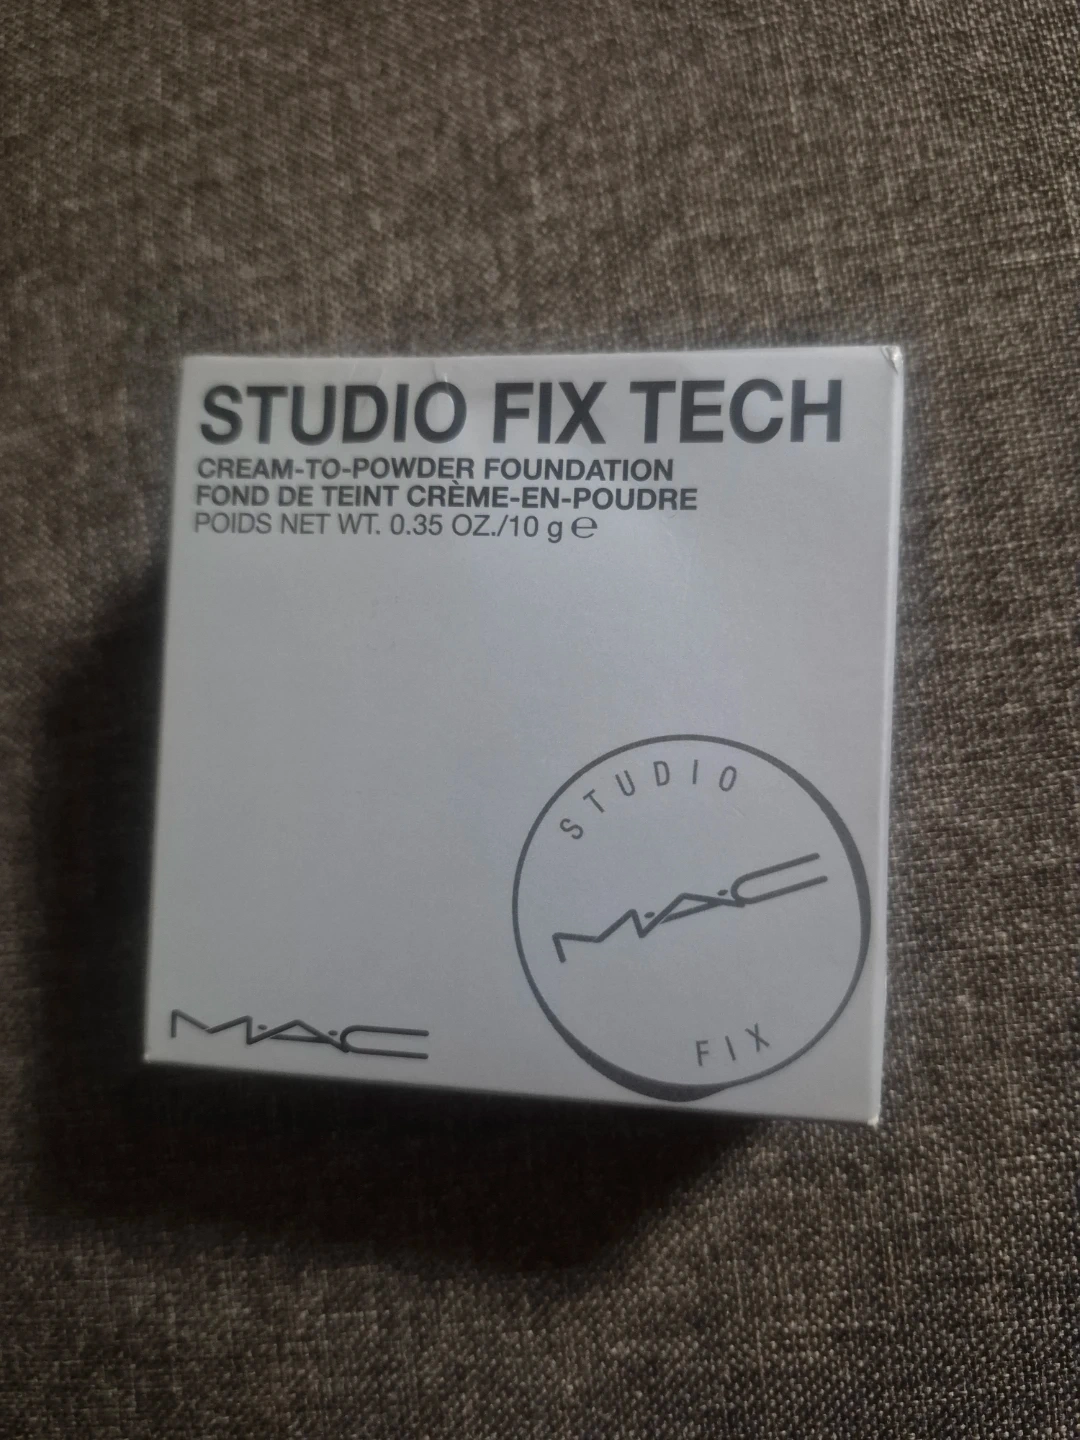 STUDIO FIX TECH
CREAM-TO-POWDER FOUNDATION
FOND DE TEINT CRÈME-EN-POUDRE
POIDS NET WT. 0.35 OZ./10 g ℮
STUDIO
M·A·C
FIX
M·A·C